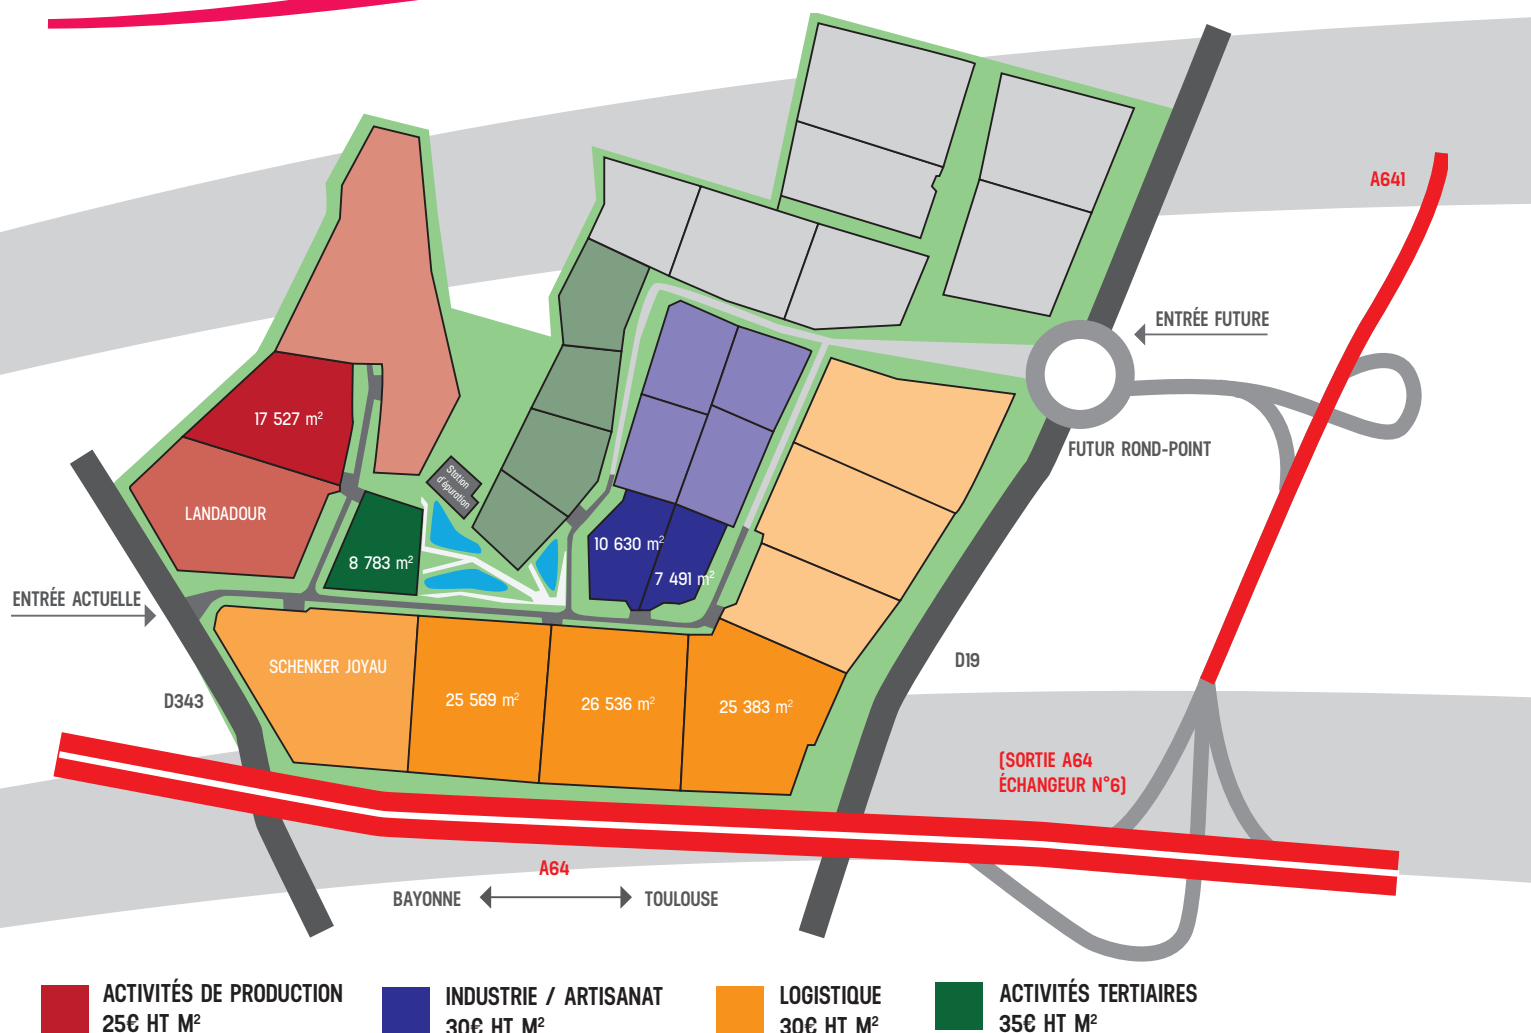 A641
ENTRÉE FUTURE
17 527 m²
FUTUR ROND-POINT
Station
d'épuration
LANDADOUR
10 630 m²
8 783 m²
7 491 m²
ENTRÉE ACTUELLE
SCHENKER JOYAU
D19
25 569 m²
26 536 m²
25 383 m²
D343
(SORTIE A64
ÉCHANGEUR N°6)
A64
BAYONNE
TOULOUSE
ACTIVITÉS DE PRODUCTION
25€ HT M²
INDUSTRIE / ARTISANAT
30€ HT M²
LOGISTIQUE
30€ HT M²
ACTIVITÉS TERTIAIRES
35€ HT M²